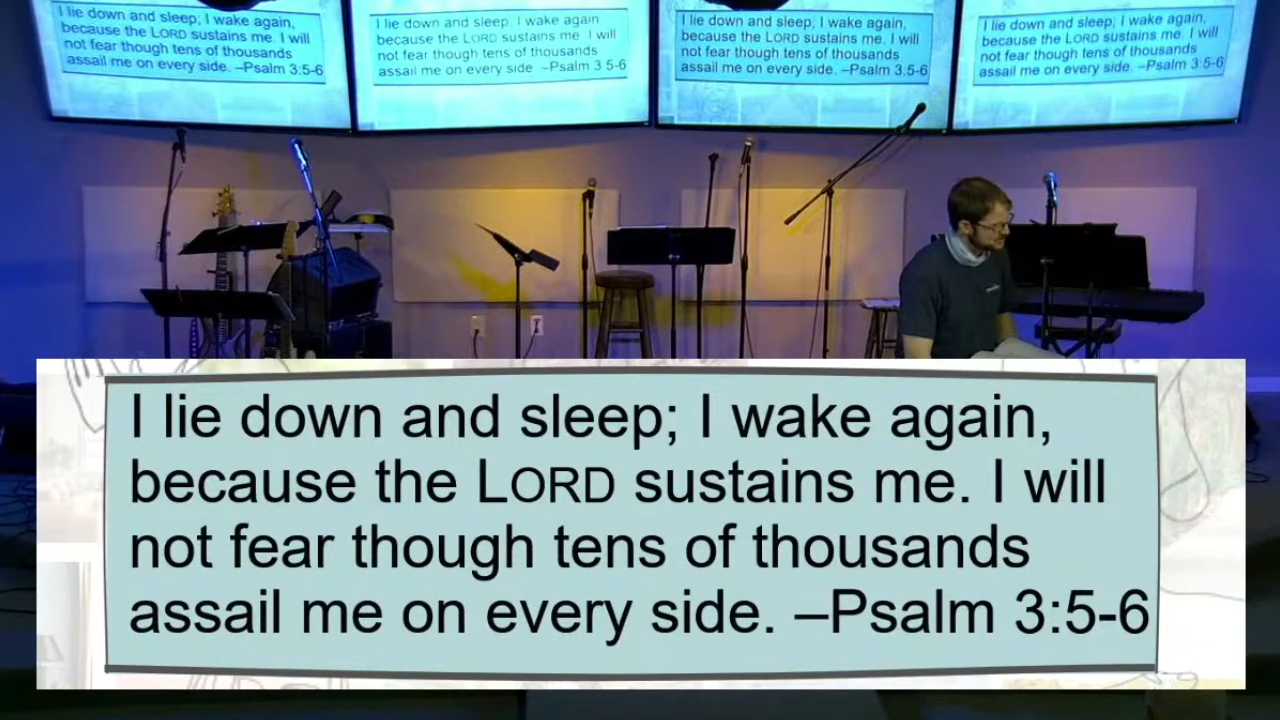 I lie down and sleep; I wake again,
because the LORD sustains me. I will
not fear though tens of thousands
assail me on every side. –Psalm 3:5-6
I lie down and sleep; I wake again
because the LORD sustains me I will
not fear though tens of thousands
assail me on every side –Psalm 3 5-6
I lie down and sleep; I wake again,
because the LORD sustains me. I will
not fear though tens of thousands
assail me on every side. –Psalm 3:5-6
I lie down and sleep; I wake again,
because the LORD sustains me. I will
not fear though tens of thousands
assail me on every side. –Psalm 3:5-6
I lie down and sleep; I wake again,
because the LORD sustains me. I will
not fear though tens of thousands
assail me on every side. –Psalm 3:5-6